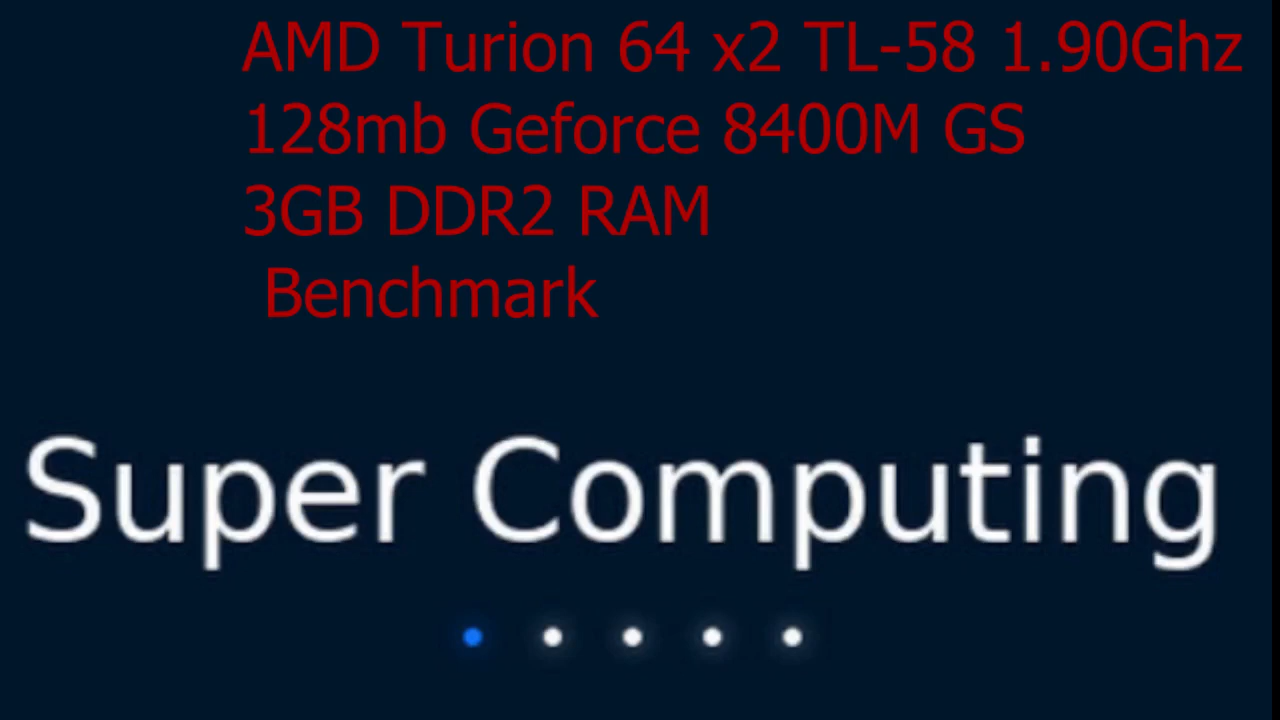 AMD Turion 64 x2 TL-58 1.90Ghz
128mb Geforce 8400M GS
3GB DDR2 RAM
Benchmark
Super Computing